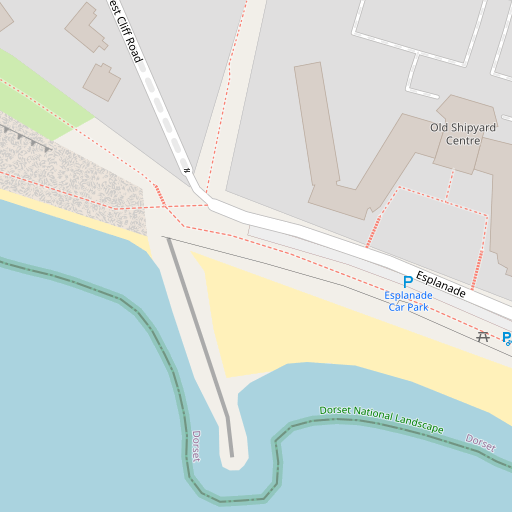 est Cliff Road
Old Shipyard
Centre
Esplanade
P
Esplanade
Car Park
P
Dorset National Landscape
Dorset
Dorset